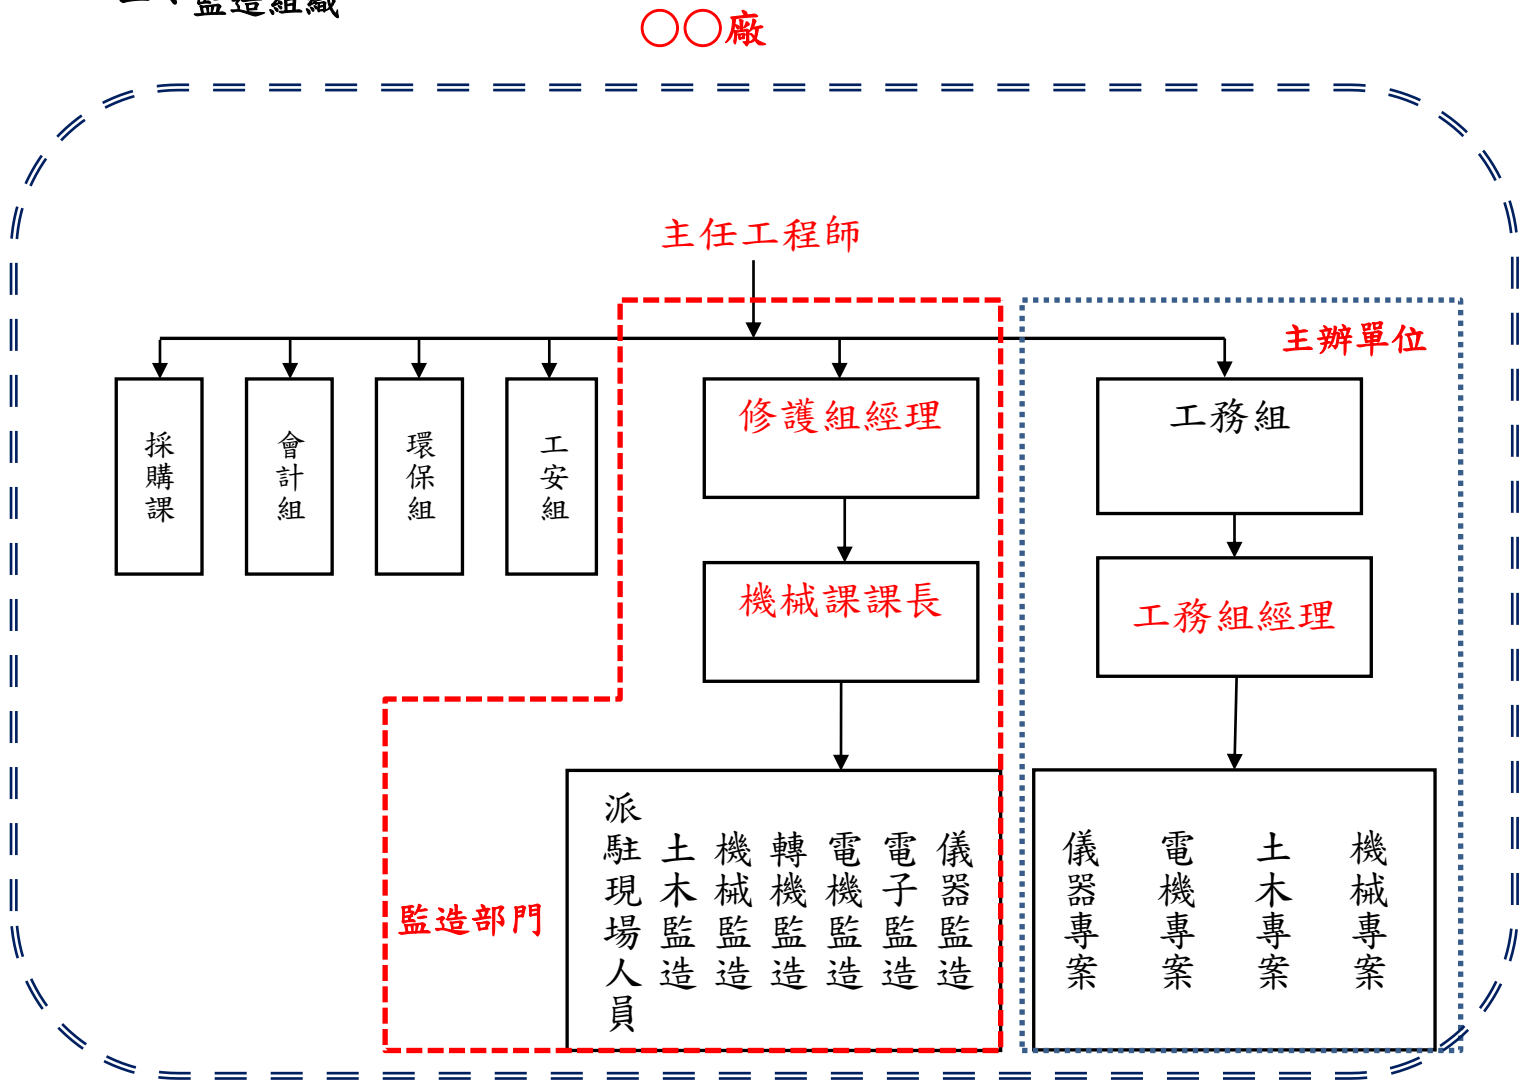 監造組織
○○廠
主任工程師
主辦單位
採購課
會計組
環保組
工安組
修護組經理
工務組
機械課課長
工務組經理
監造部門
派駐現場人員
土木監造
機械監造
轉機監造
電機監造
電子監造
儀器監造
儀器專案
電機專案
土木專案
機械專案